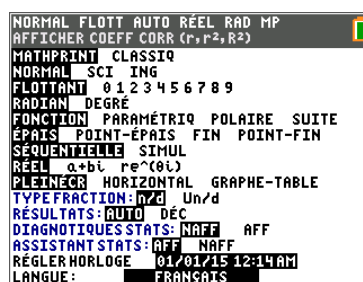 NORMAL FLOTT AUTO RÉEL RAD MP
AFFICHER COEFF CORR (r,r²,R²)
MATHPRINT CLASSIQ
NORMAL SCI ING
FLOTTANT 0 1 2 3 4 5 6 7 8 9
RADIAN DEGRÉ
FONCTION PARAMÉTRIQ POLAIRE SUITE
ÉPAIS POINT-ÉPAIS FIN POINT-FIN
SÉQUENTIELLE SIMUL
RÉEL a+bi re^(θi)
PLEINÉCR HORIZONTAL GRAPHE-TABLE
TYPE FRACTION: n/d Un/d
RÉSULTATS: AUTO DÉC
DIAGNOTIQUES STATS: NAFF AFF
ASSISTANT STATS: AFF NAFF
RÉGLER HORLOGE 01/01/15 12:14 AM
LANGUE: FRANÇAIS